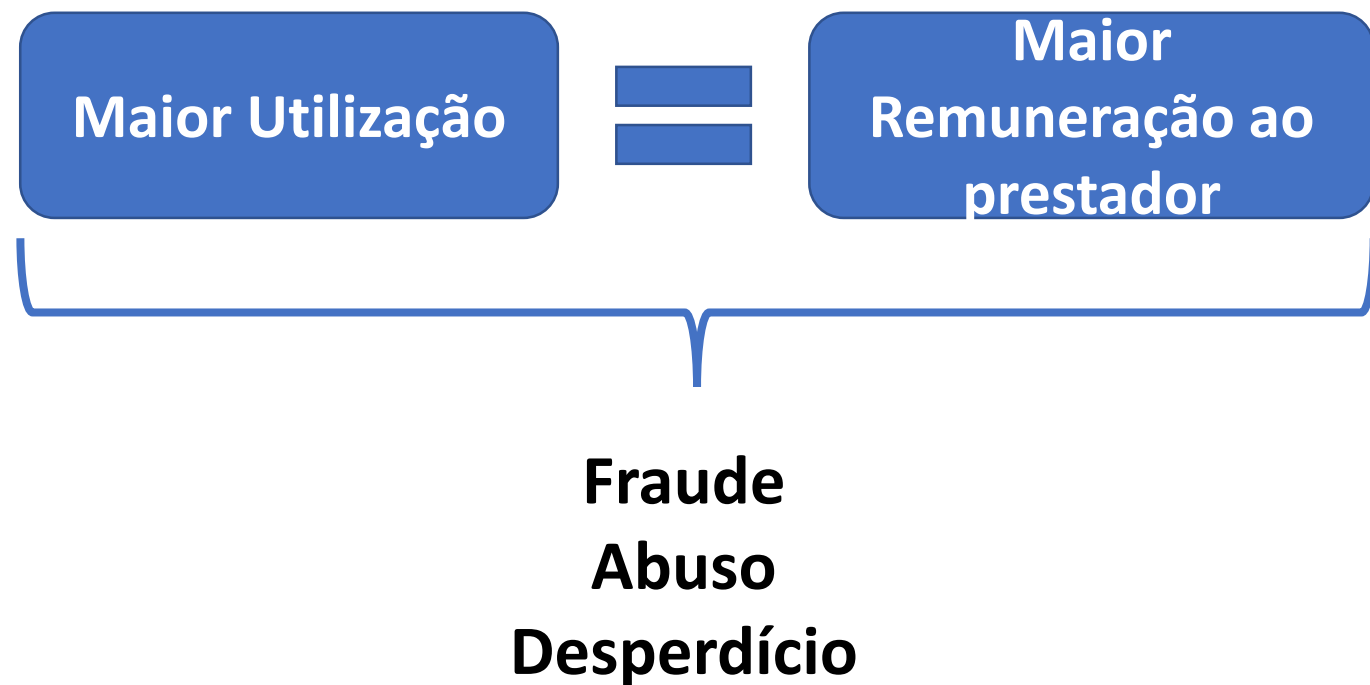 Maior Utilização
Maior
Remuneração ao
prestador
Fraude
Abuso
Desperdício